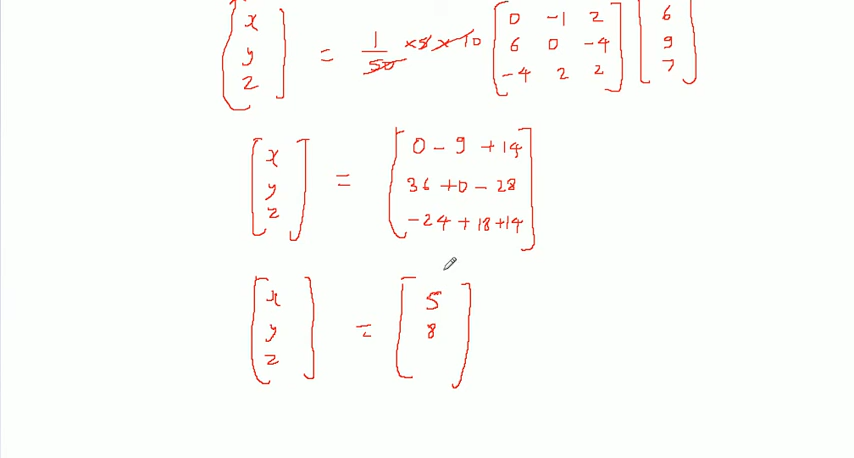 [x y z] = 1/50 ×5×10 [0 -1 2; 6 0 -4; -4 2 2] [6 9 7]
[x y z] = [0 - 9 + 14; 36 + 0 - 28; -24 + 18 + 14]
[x y z] = [5 8]